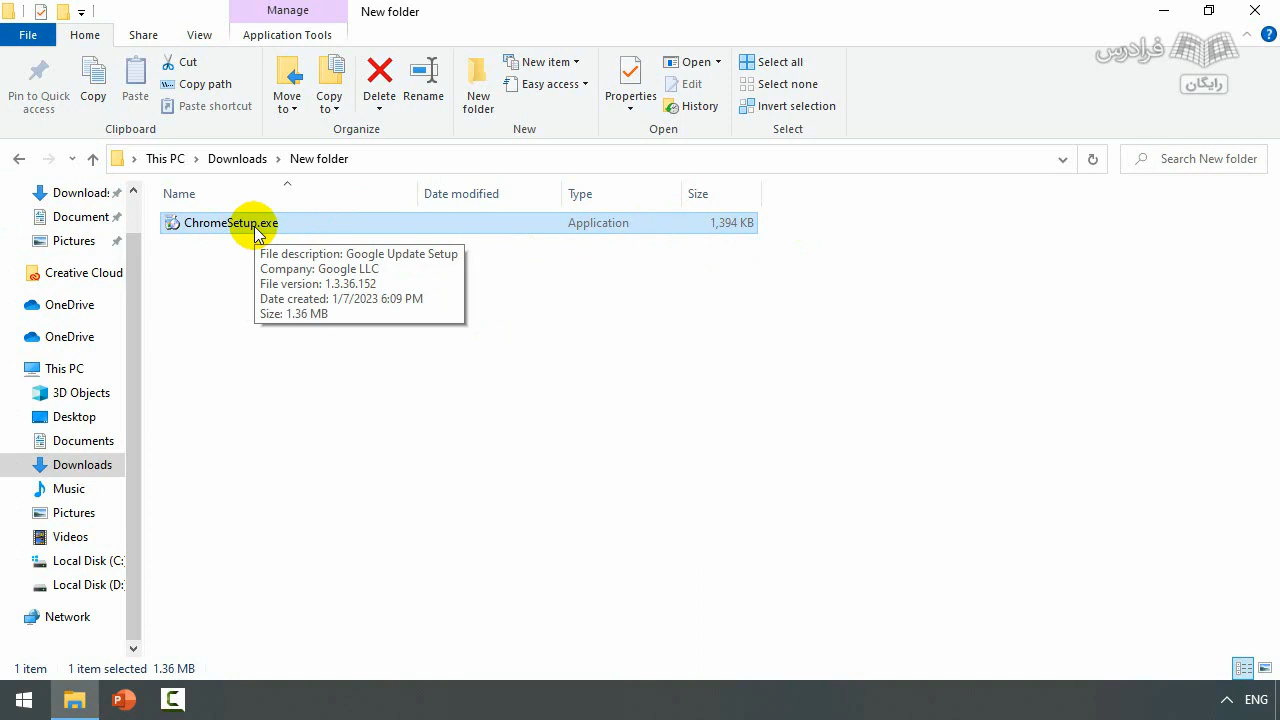 Manage
New folder
File
Home
Share
View
Application Tools
فرادرس
رایگان
Pin to Quick
access
Copy
Paste
Cut
Copy path
Paste shortcut
Clipboard
Move
to
Copy
to
Delete
Rename
Organize
New
folder
New item
Easy access
New
Properties
Open
Edit
History
Open
Select all
Select none
Invert selection
Select
This PC
Downloads
New folder
Search New folder
Name
Date modified
Type
Size
ChromeSetup.exe
Application
1,394 KB
File description: Google Update Setup
Company: Google LLC
File version: 1.3.36.152
Date created: 1/7/2023 6:09 PM
Size: 1.36 MB
Downloads
Document
Pictures
Creative Cloud
OneDrive
OneDrive
This PC
3D Objects
Desktop
Documents
Downloads
Music
Pictures
Videos
Local Disk (C:
Local Disk (D:
Network
1 item
1 item selected
1.36 MB
ENG